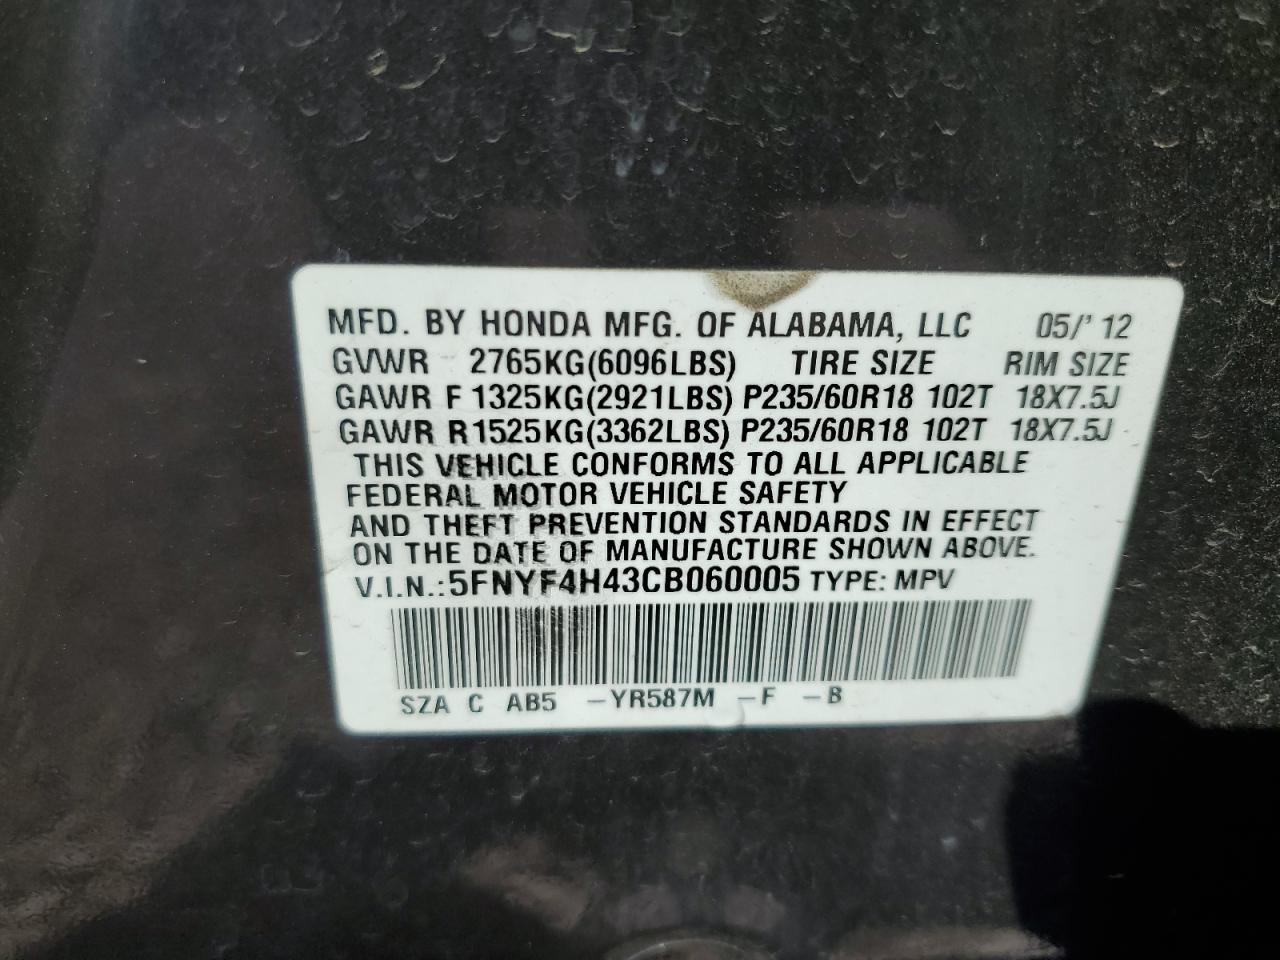 MFD. BY HONDA MFG. OF ALABAMA, LLC 05/'12
GVWR 2765KG(6096LBS) TIRE SIZE RIM SIZE
GAWR F 1325KG(2921LBS) P235/60R18 102T 18X7.5J
GAWR R 1525KG(3362LBS) P235/60R18 102T 18X7.5J
THIS VEHICLE CONFORMS TO ALL APPLICABLE
FEDERAL MOTOR VEHICLE SAFETY
AND THEFT PREVENTION STANDARDS IN EFFECT
ON THE DATE OF MANUFACTURE SHOWN ABOVE.
V.I.N.: 5FNYF4H43CB060005 TYPE: MPV
SZA C AB5 -YR587M -F -B